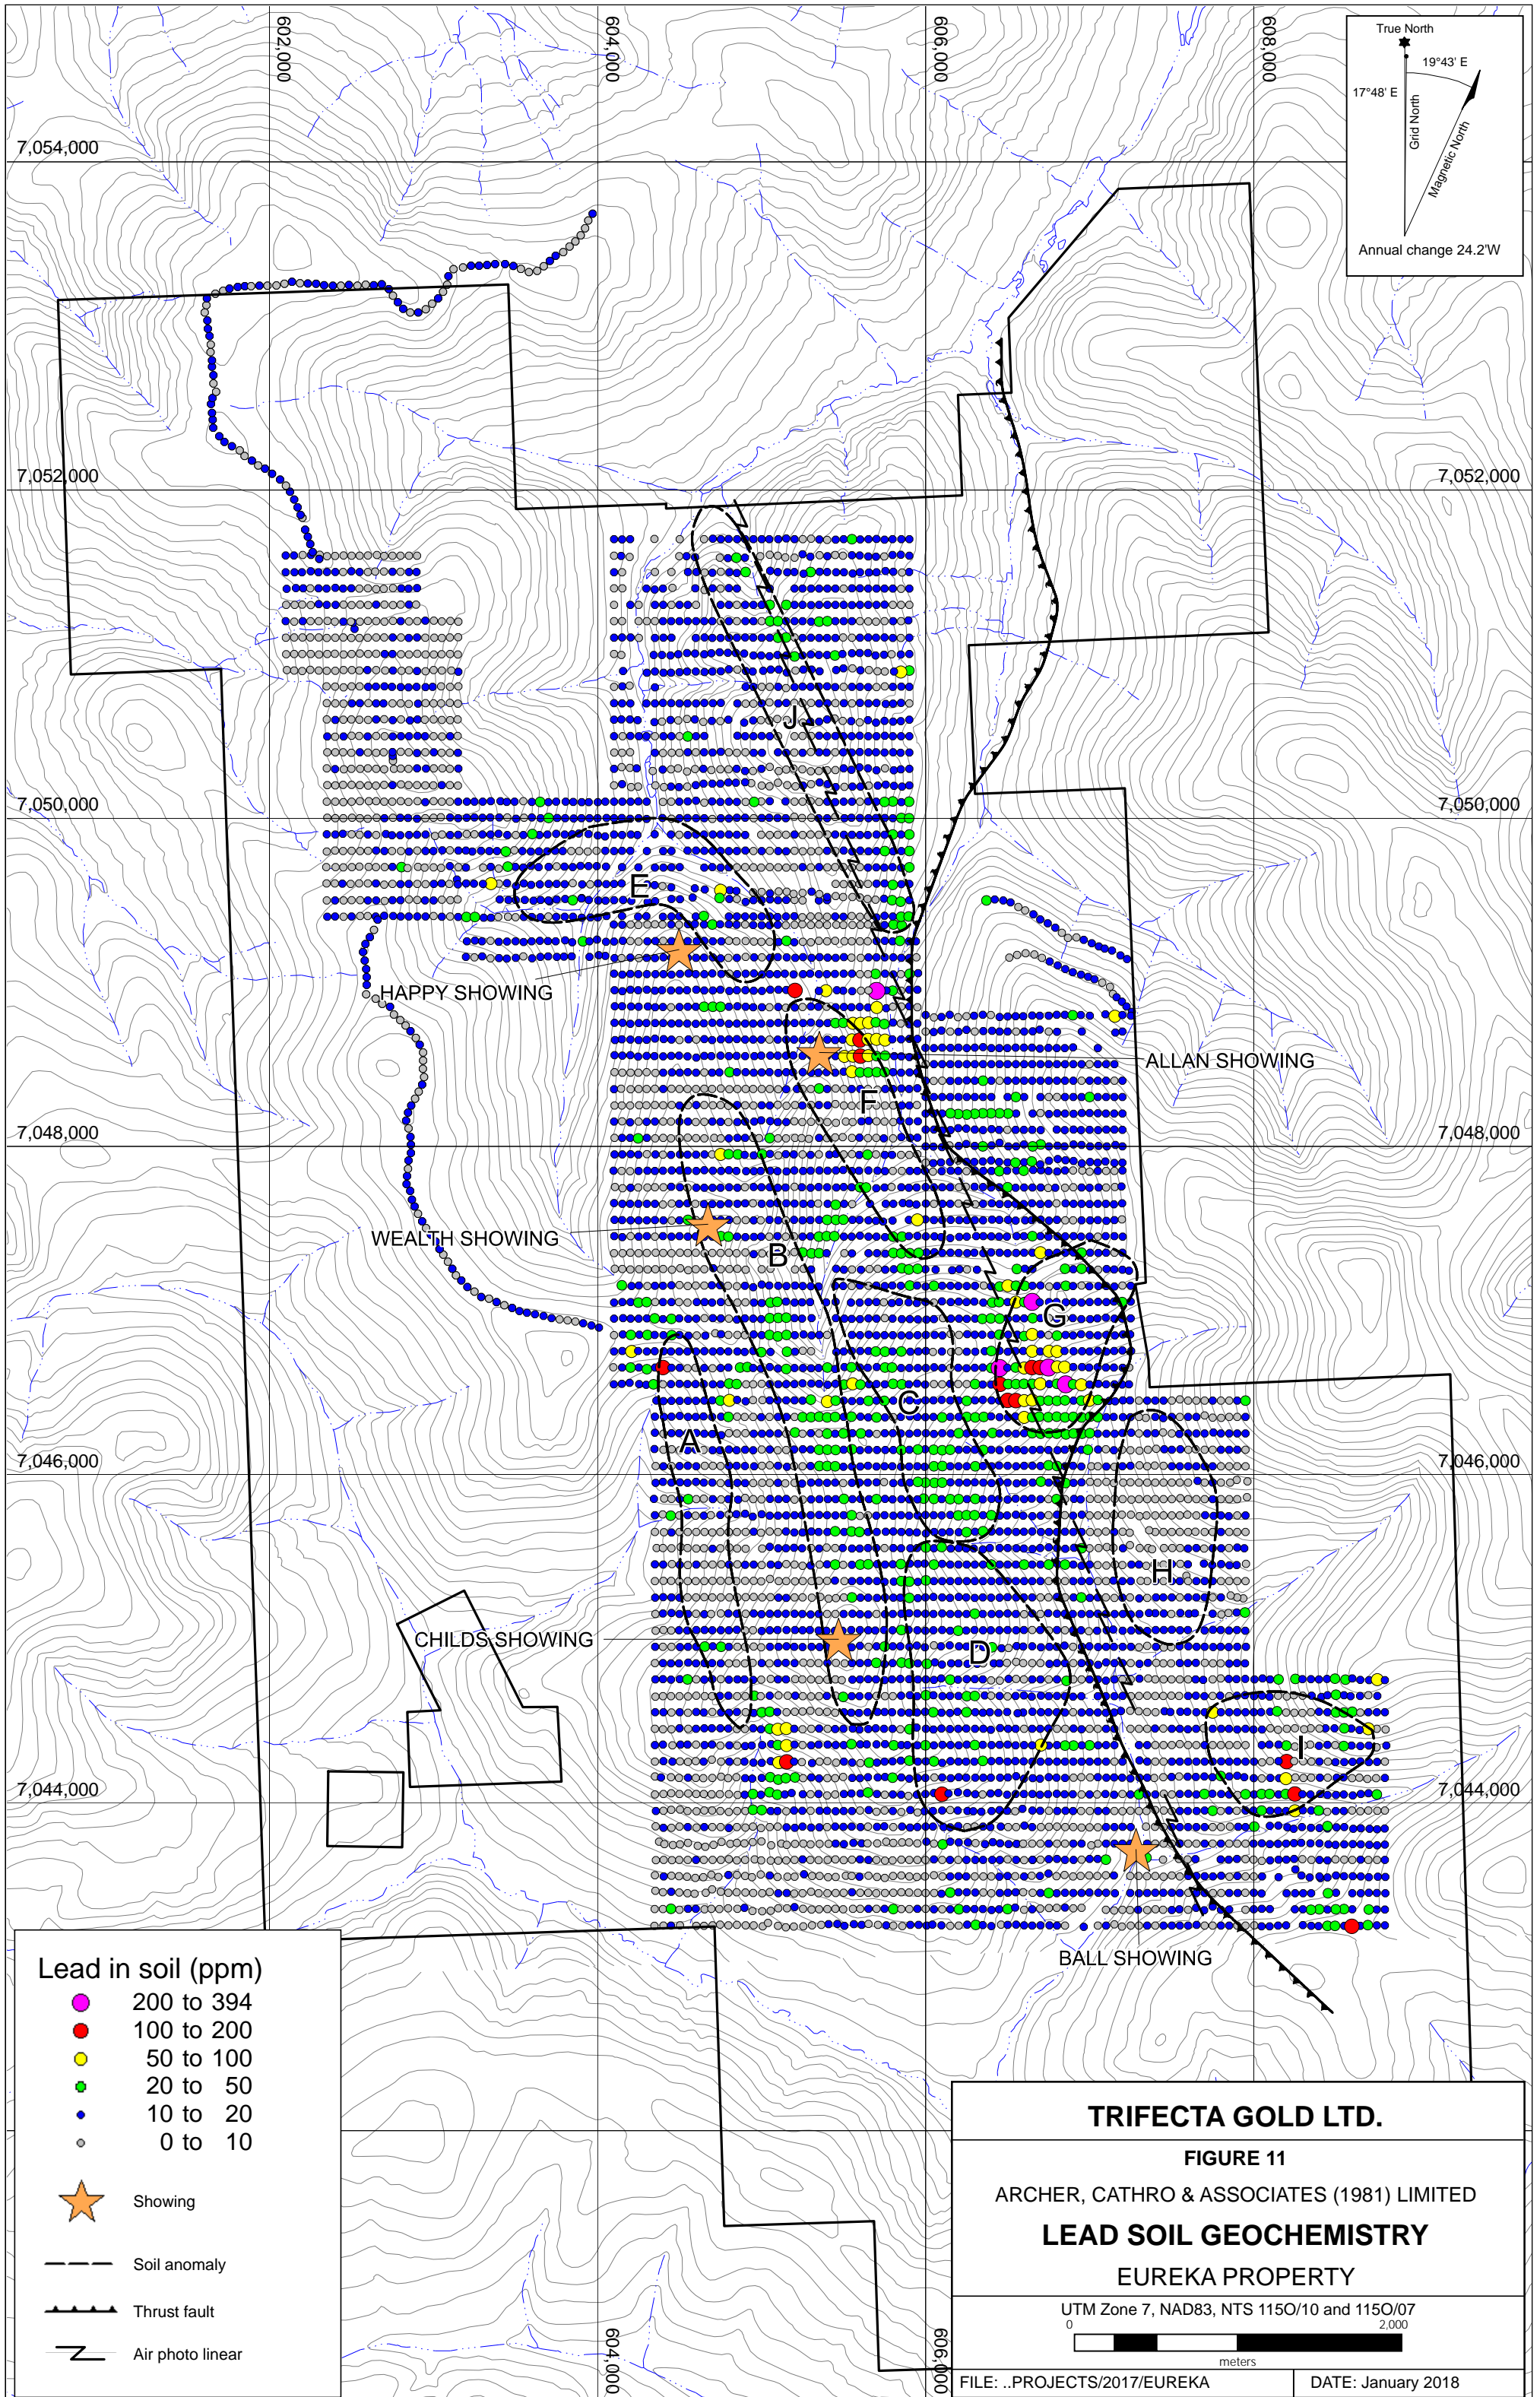 602,000
604,000
606,000
608,000
True North
19°43' E
17°48' E
Grid North
Magnetic North
Annual change 24.2'W
7,054,000
7,052,000
7,052,000
J
7,050,000
7,050,000
E
HAPPY SHOWING
ALLAN SHOWING
F
7,048,000
7,048,000
WEALTH SHOWING
B
G
C
A
7,046,000
7,046,000
H
CHILDS SHOWING
D
I
7,044,000
7,044,000
BALL SHOWING
Lead in soil (ppm)
200 to 394
100 to 200
50 to 100
20 to 50
10 to 20
0 to 10
Showing
Soil anomaly
Thrust fault
Air photo linear
604,000
606,000
TRIFECTA GOLD LTD.
FIGURE 11
ARCHER, CATHRO & ASSOCIATES (1981) LIMITED
LEAD SOIL GEOCHEMISTRY
EUREKA PROPERTY
UTM Zone 7, NAD83, NTS 115O/10 and 115O/07
0 2,000
meters
FILE: ..PROJECTS/2017/EUREKA
DATE: January 2018